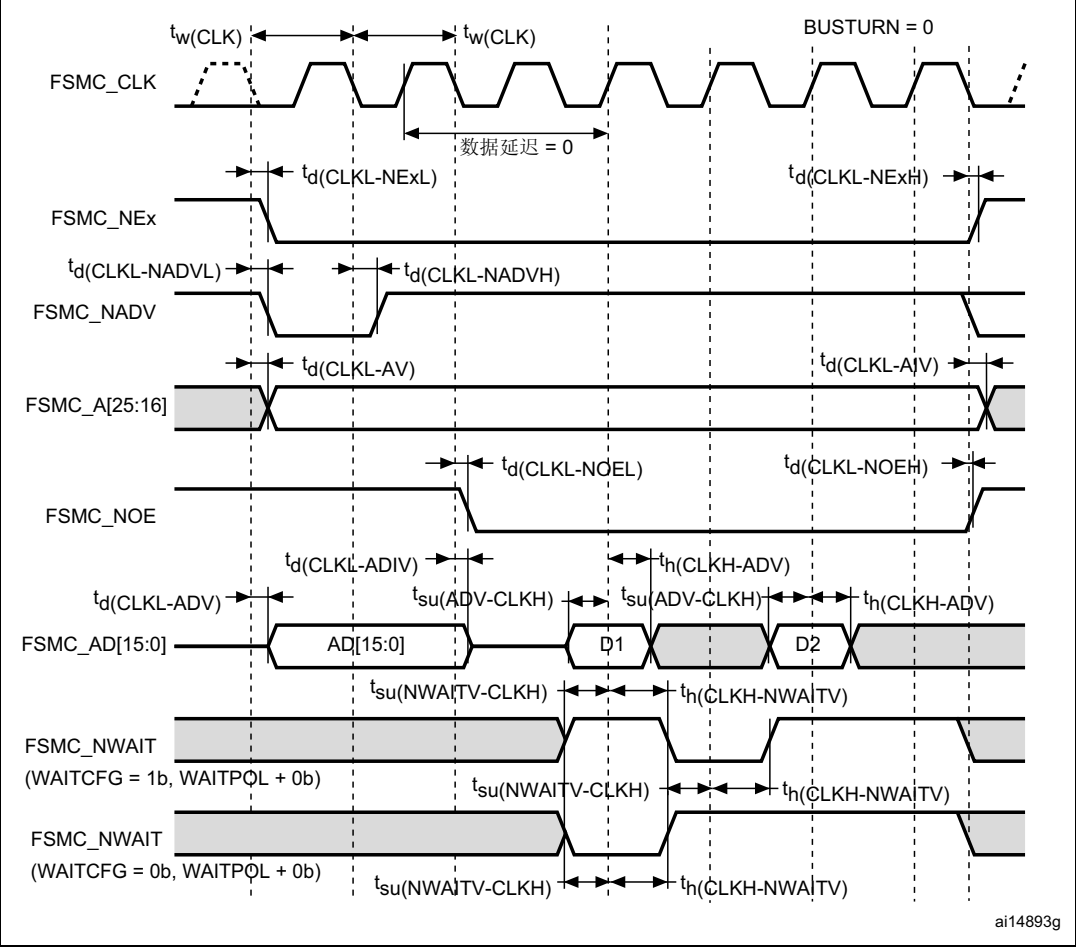 tw(CLK) tw(CLK) BUSTURN = 0
FSMC_CLK
数据延迟 = 0
td(CLKL-NExL) td(CLKL-NExH)
FSMC_NEx
td(CLKL-NADVL) td(CLKL-NADVH)
FSMC_NADV
td(CLKL-AV) td(CLKL-AIV)
FSMC_A[25:16]
td(CLKL-NOEL) td(CLKL-NOEH)
FSMC_NOE
td(CLKL-ADIV) th(CLKH-ADV)
td(CLKL-ADV) tsu(ADV-CLKH) tsu(ADV-CLKH) th(CLKH-ADV)
FSMC_AD[15:0] AD[15:0] D1 D2
tsu(NWAITV-CLKH) th(CLKH-NWAITV)
FSMC_NWAIT
(WAITCFG = 1b, WAITPOL + 0b)
tsu(NWAITV-CLKH) th(CLKH-NWAITV)
FSMC_NWAIT
(WAITCFG = 0b, WAITPOL + 0b)
tsu(NWAITV-CLKH) th(CLKH-NWAITV)
ai14893g